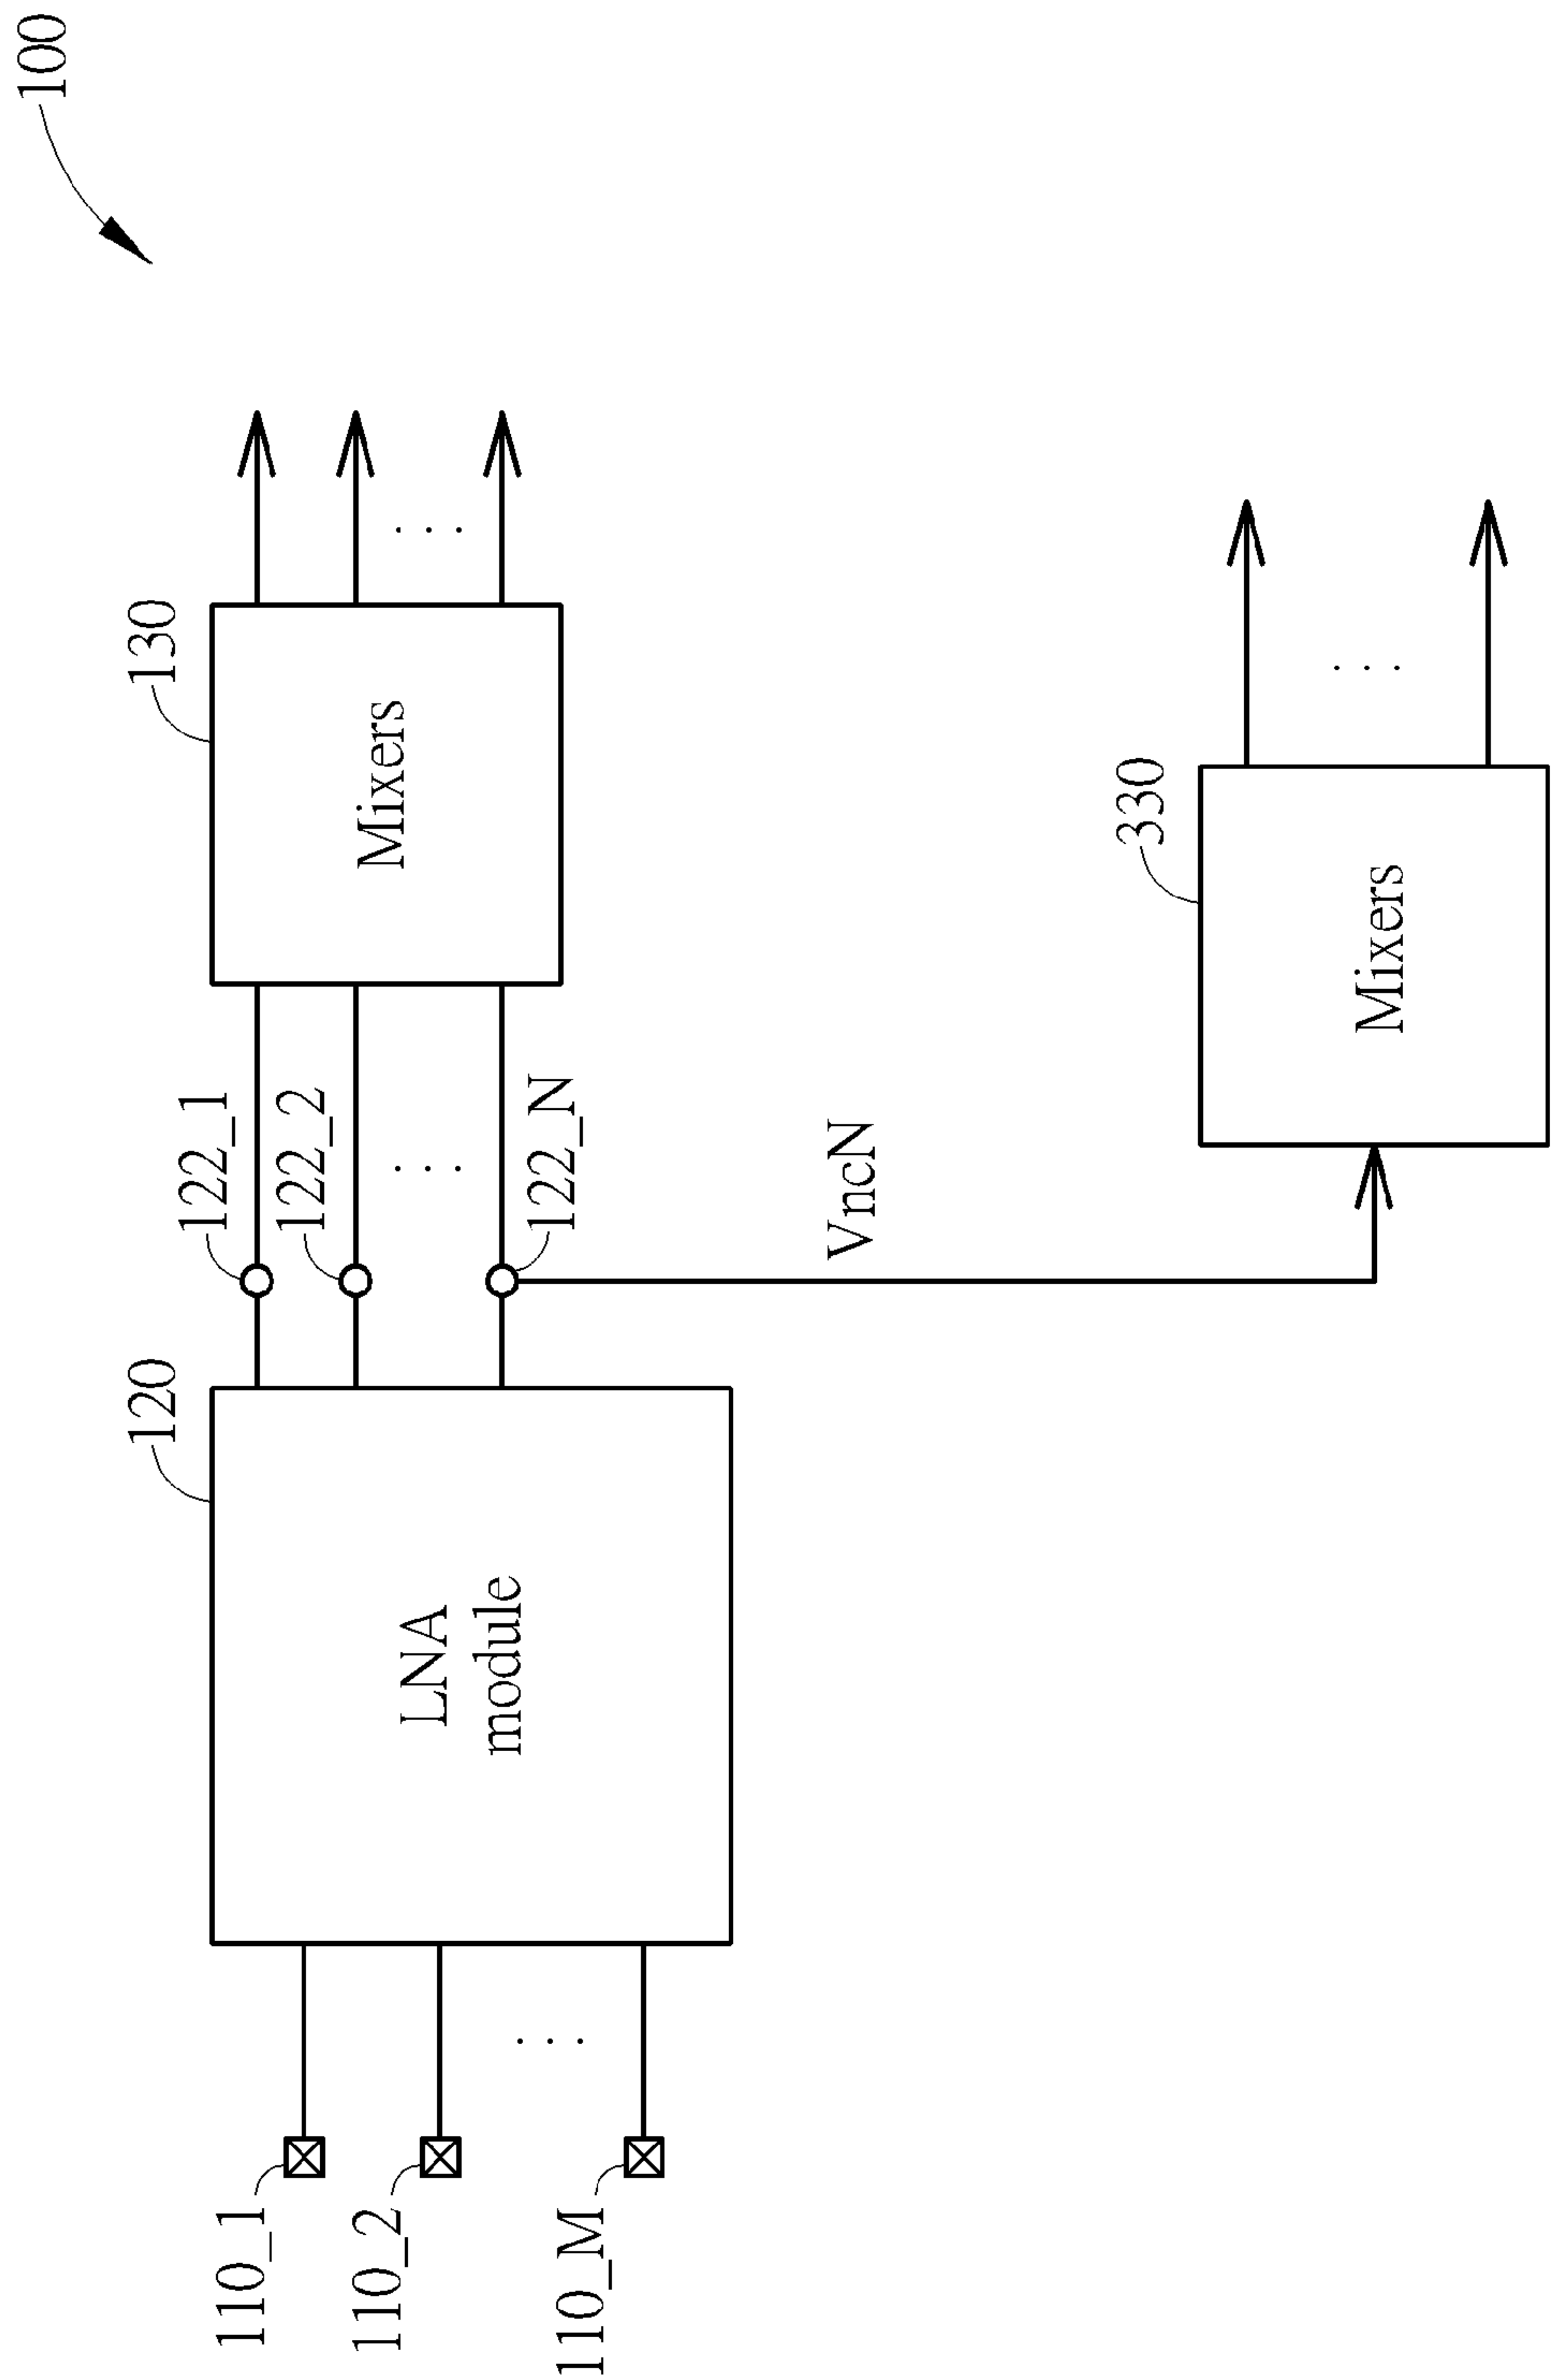 100
110_1
110_2
...
110_M
120
LNA
module
122_1
122_2
...
122_N
130
Mixers
...
VncN
330
Mixers
...